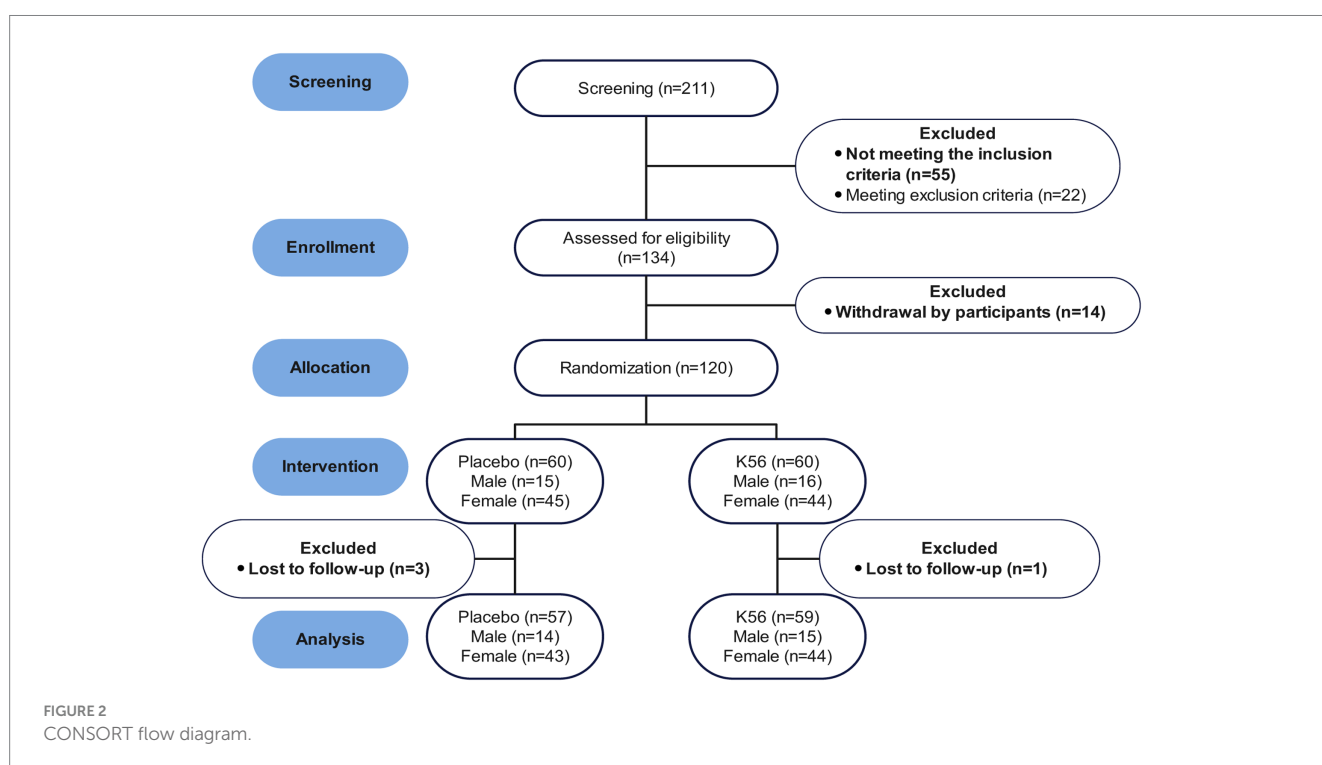 Screening
Screening (n=211)
Excluded
• Not meeting the inclusion
criteria (n=55)
• Meeting exclusion criteria (n=22)
Enrollment
Assessed for eligibility
(n=134)
Excluded
• Withdrawal by participants (n=14)
Allocation
Randomization (n=120)
Intervention
Placebo (n=60)
Male (n=15)
Female (n=45)
K56 (n=60)
Male (n=16)
Female (n=44)
Excluded
• Lost to follow-up (n=3)
Excluded
• Lost to follow-up (n=1)
Analysis
Placebo (n=57)
Male (n=14)
Female (n=43)
K56 (n=59)
Male (n=15)
Female (n=44)
FIGURE 2
CONSORT flow diagram.